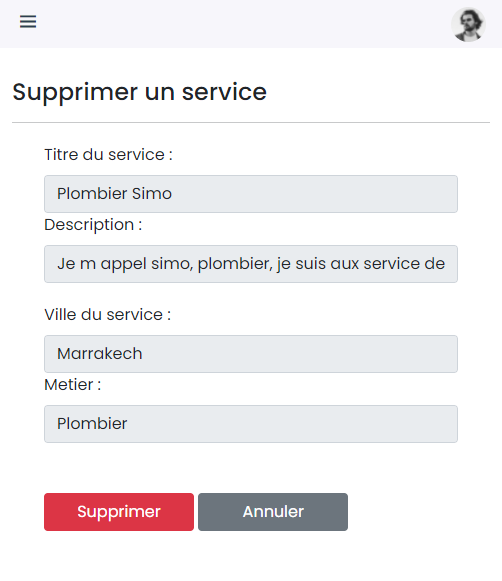 Supprimer un service
Titre du service :
Plombier Simo
Description :
Je m appel simo, plombier, je suis aux service de
Ville du service :
Marrakech
Metier :
Plombier
Supprimer Annuler